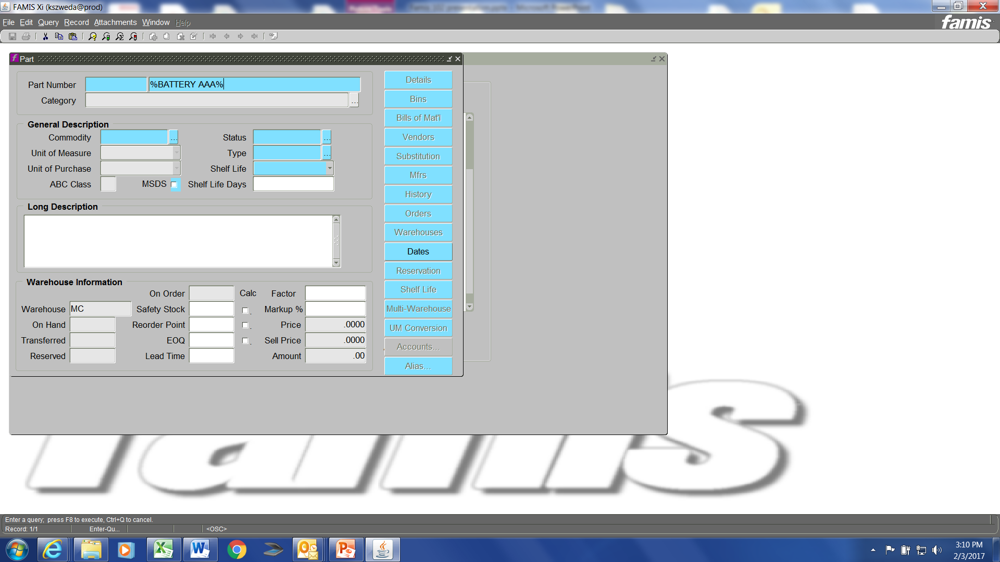 FAMIS Xi (kszweda@prod)
File Edit Query Record Attachments Window Help
famis
Part
Part Number %BATTERY AAA%
Category ...
General Description
Commodity ... Status ...
Unit of Measure Type ...
Unit of Purchase Shelf Life
ABC Class MSDS Shelf Life Days
Long Description
Warehouse Information
On Order Calc Factor
Warehouse MC Safety Stock Markup %
On Hand Reorder Point Price .0000
Transferred EOQ Sell Price .0000
Reserved Lead Time Amount .00
Details
Bins
Bills of Mat'l
Vendors
Substitution
Mfrs
History
Orders
Warehouses
Dates
Reservation
Shelf Life
Multi-Warehouse
UM Conversion
Accounts...
Alias...
famis
Enter a query; press F8 to execute, Ctrl+Q to cancel.
Record: 1/1 Enter-Qu... <OSC>
3:10 PM
2/3/2017